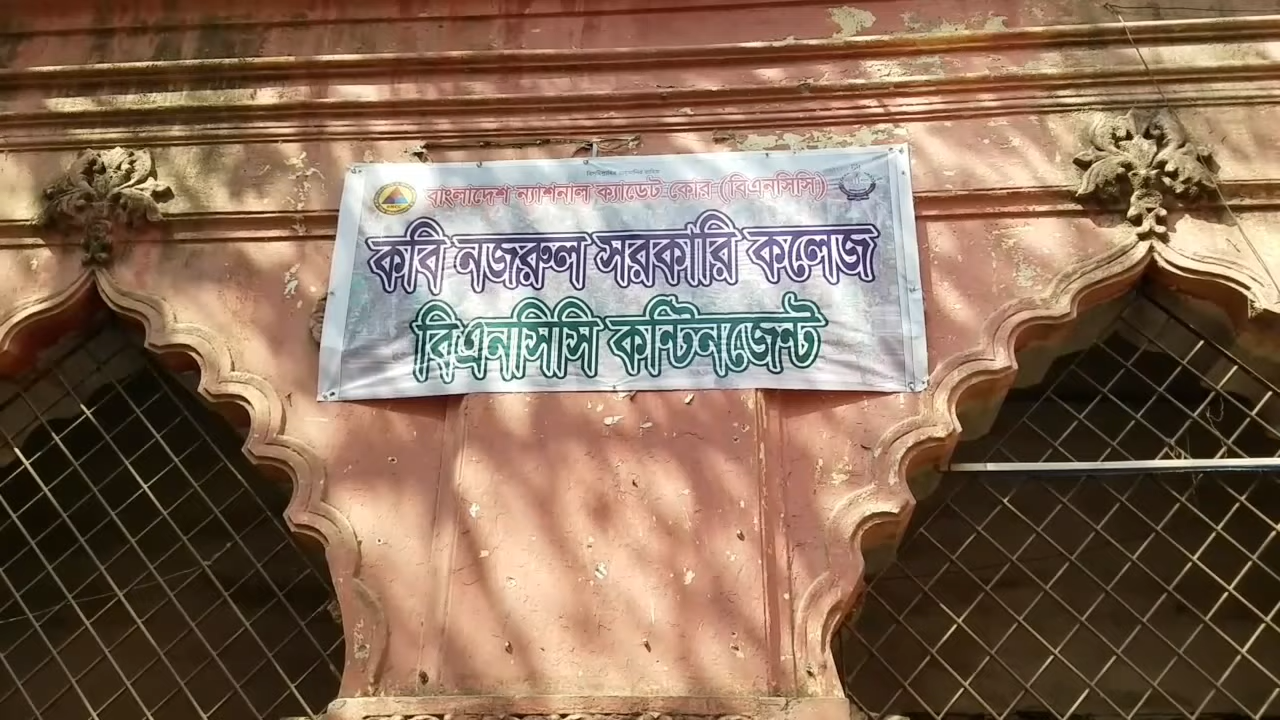 বাংলাদেশ ন্যাশনাল ক্যাডেট কোর (বিএনসিসি)
কবি নজরুল সরকারি কলেজ
বিএনসিসি কন্টিনজেন্ট